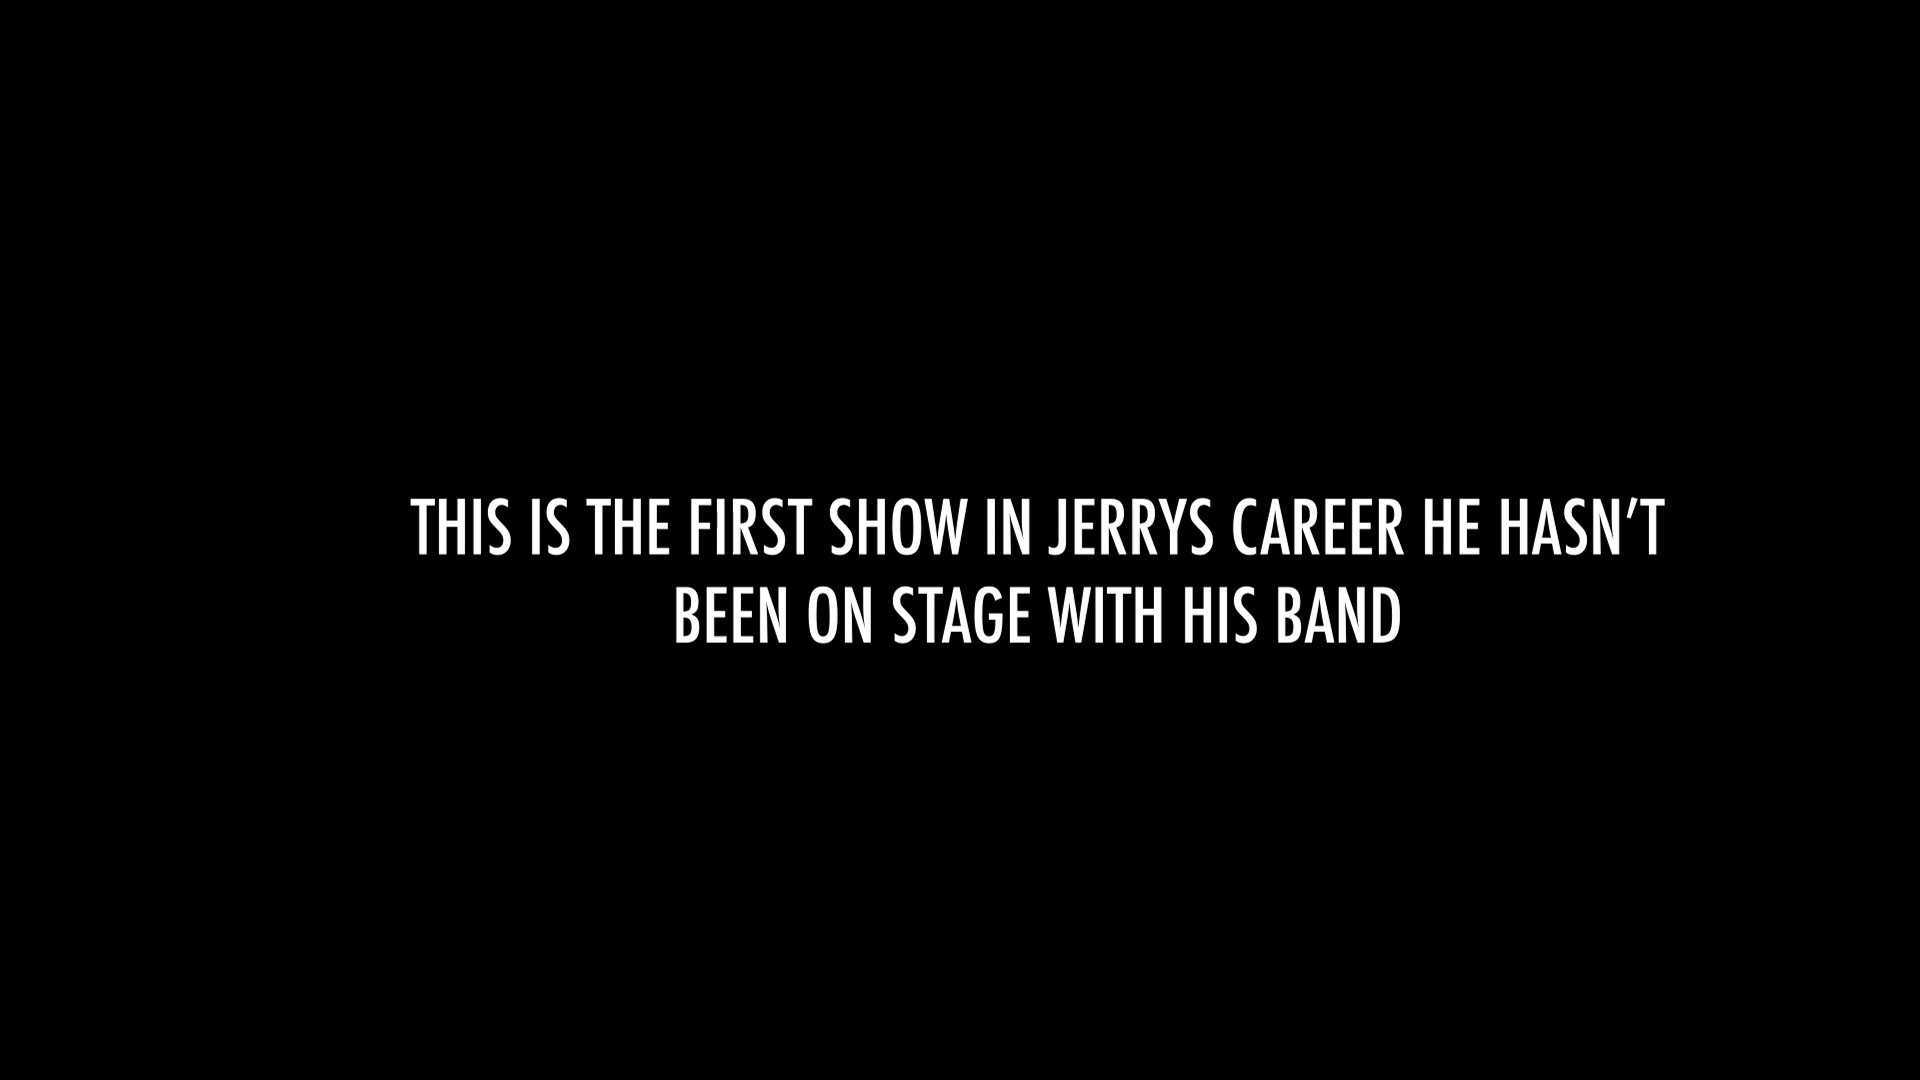 THIS IS THE FIRST SHOW IN JERRYS CAREER HE HASN’T
BEEN ON STAGE WITH HIS BAND